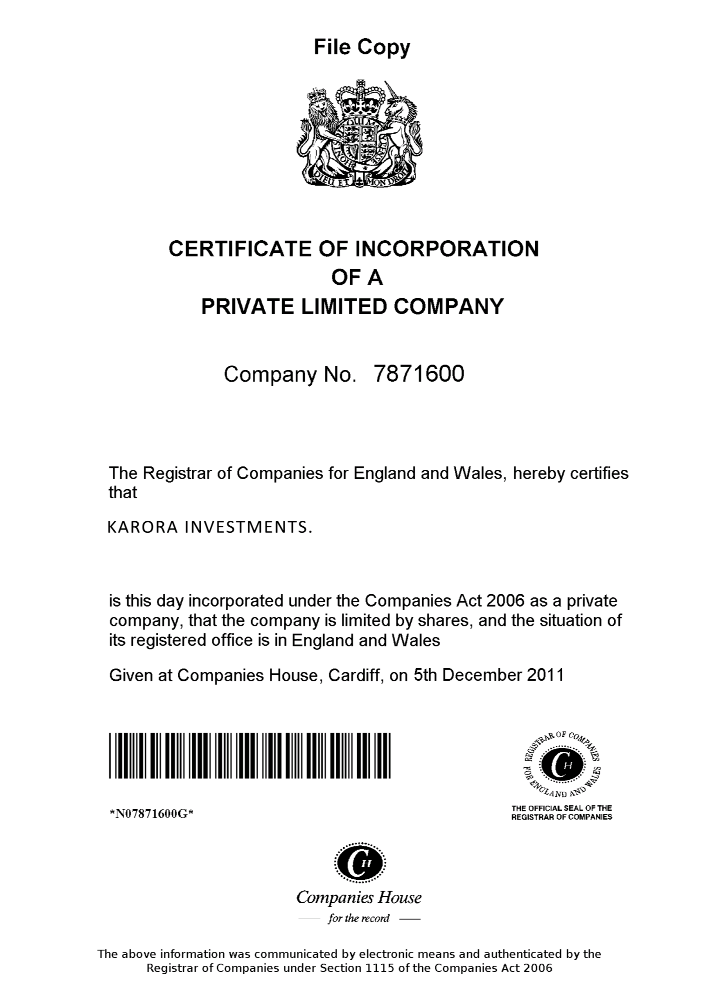 File Copy
DIEU ET MON DROIT
CERTIFICATE OF INCORPORATION
OF A
PRIVATE LIMITED COMPANY
Company No. 7871600
The Registrar of Companies for England and Wales, hereby certifies
that
KARORA INVESTMENTS.
is this day incorporated under the Companies Act 2006 as a private
company, that the company is limited by shares, and the situation of
its registered office is in England and Wales
Given at Companies House, Cardiff, on 5th December 2011
REGISTRAR OF COMPANIES
FOR ENGLAND AND WALES
CH
*N07871600G*
THE OFFICIAL SEAL OF THE
REGISTRAR OF COMPANIES
CH
Companies House
for the record
The above information was communicated by electronic means and authenticated by the
Registrar of Companies under Section 1115 of the Companies Act 2006